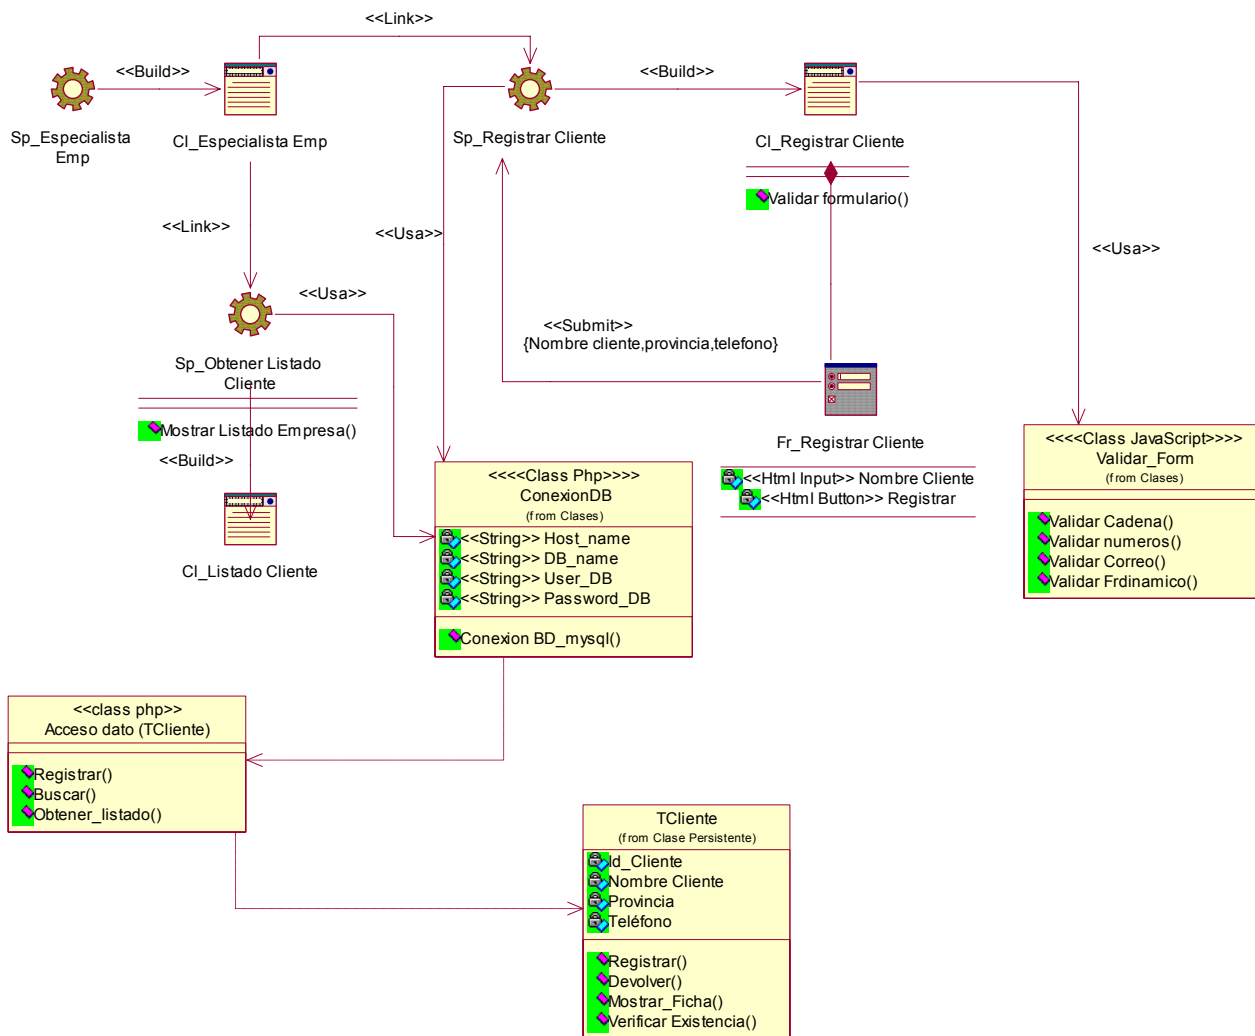 <<Link>>
<<Build>>
<<Build>>
Sp_Especialista
Emp
Cl_Especialista Emp
Sp_Registrar Cliente
Cl_Registrar Cliente
Validar formulario()
<<Link>>
<<Usa>>
<<Usa>>
<<Usa>>
<<Submit>>
{Nombre cliente,provincia,telefono}
Sp_Obtener Listado
Cliente
Mostrar Listado Empresa()
<<Build>>
Cl_Listado Cliente
Fr_Registrar Cliente
<<Html Input>> Nombre Cliente
<<Html Button>> Registrar
<<<<Class JavaScript>>>>
Validar_Form
(from Clases)
Validar Cadena()
Validar numeros()
Validar Correo()
Validar Frdinamico()
<<<<Class Php>>>>
ConexionDB
(from Clases)
<<String>> Host_name
<<String>> DB_name
<<String>> User_DB
<<String>> Password_DB
Conexion BD_mysql()
<<class php>>
Acceso dato (TCliente)
Registrar()
Buscar()
Obtener_listado()
TCliente
(from Clase Persistente)
Id_Cliente
Nombre Cliente
Provincia
Teléfono
Registrar()
Devolver()
Mostrar_Ficha()
Verificar Existencia()